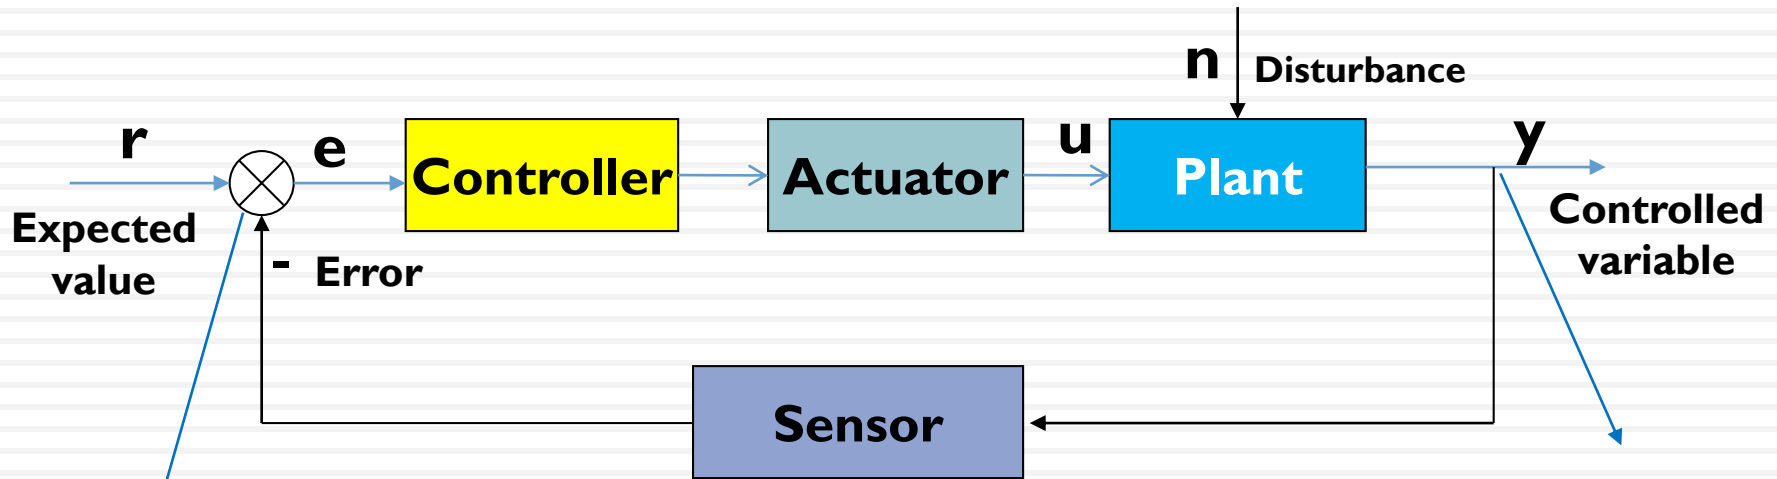 n
Disturbance
r
e
Controller
Actuator
u
Plant
y
Expected
value
-
Error
Controlled
variable
Sensor